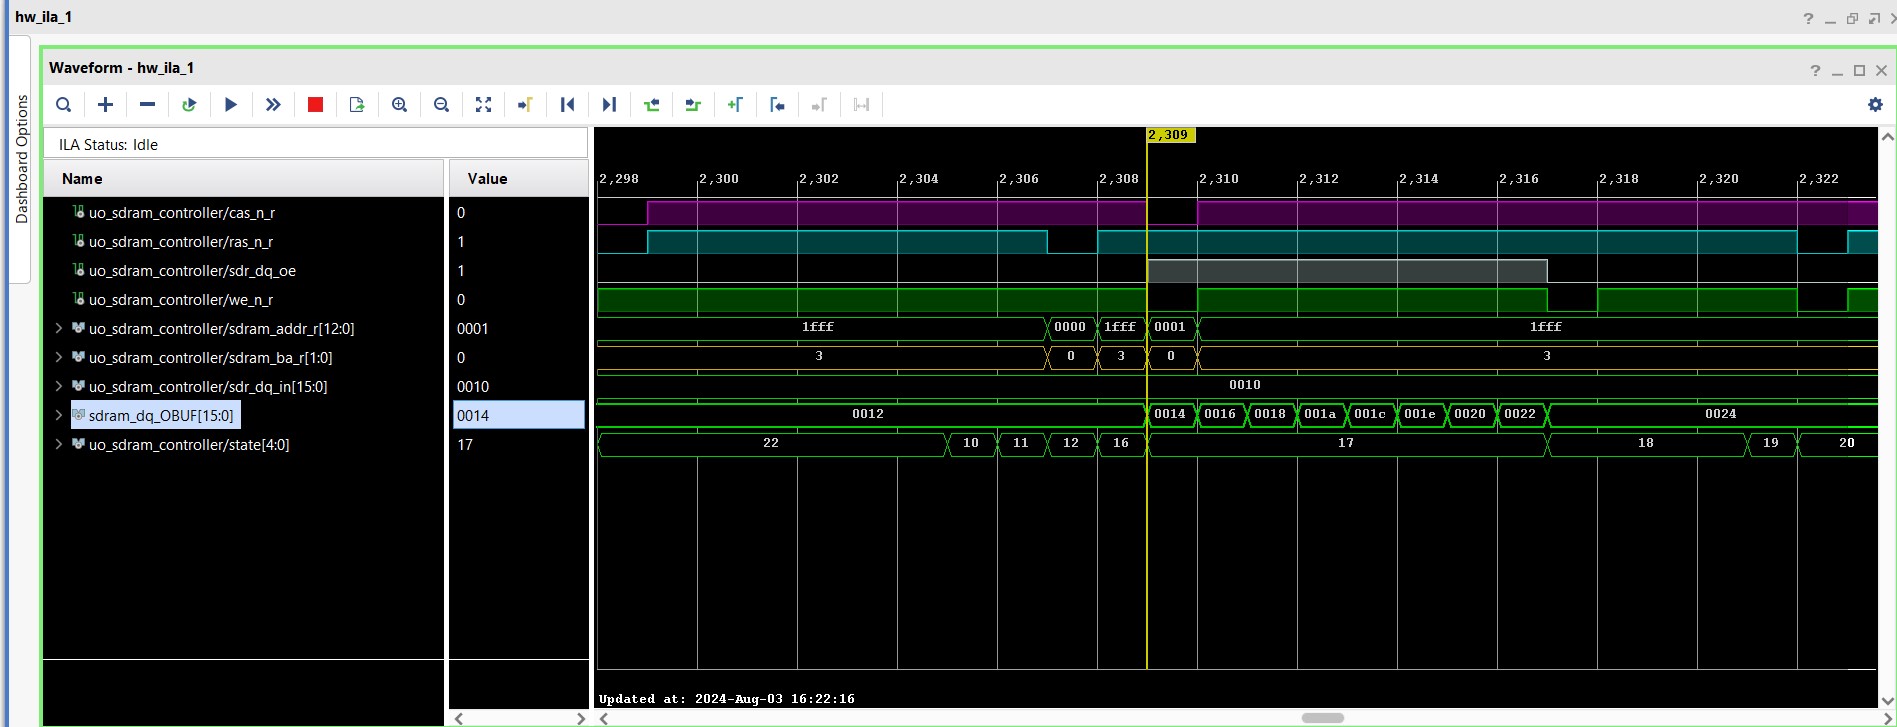 hw_ila_1
Dashboard Options
Waveform - hw_ila_1
ILA Status: Idle
Name Value
2,309
2,298 2,300 2,302 2,304 2,306 2,308 2,310 2,312 2,314 2,316 2,318 2,320 2,322
uo_sdram_controller/cas_n_r 0
uo_sdram_controller/ras_n_r 1
uo_sdram_controller/sdr_dq_oe 1
uo_sdram_controller/we_n_r 0
uo_sdram_controller/sdram_addr_r[12:0] 0001 1fff 0000 1fff 0001 1fff
uo_sdram_controller/sdram_ba_r[1:0] 0 3 0 3 0 3
uo_sdram_controller/sdr_dq_in[15:0] 0010 0010
sdram_dq_OBUF[15:0] 0014 0012 0014 0016 0018 001a 001c 001e 0020 0022 0024
uo_sdram_controller/state[4:0] 17 22 10 11 12 16 17 18 19 20
Updated at: 2024-Aug-03 16:22:16